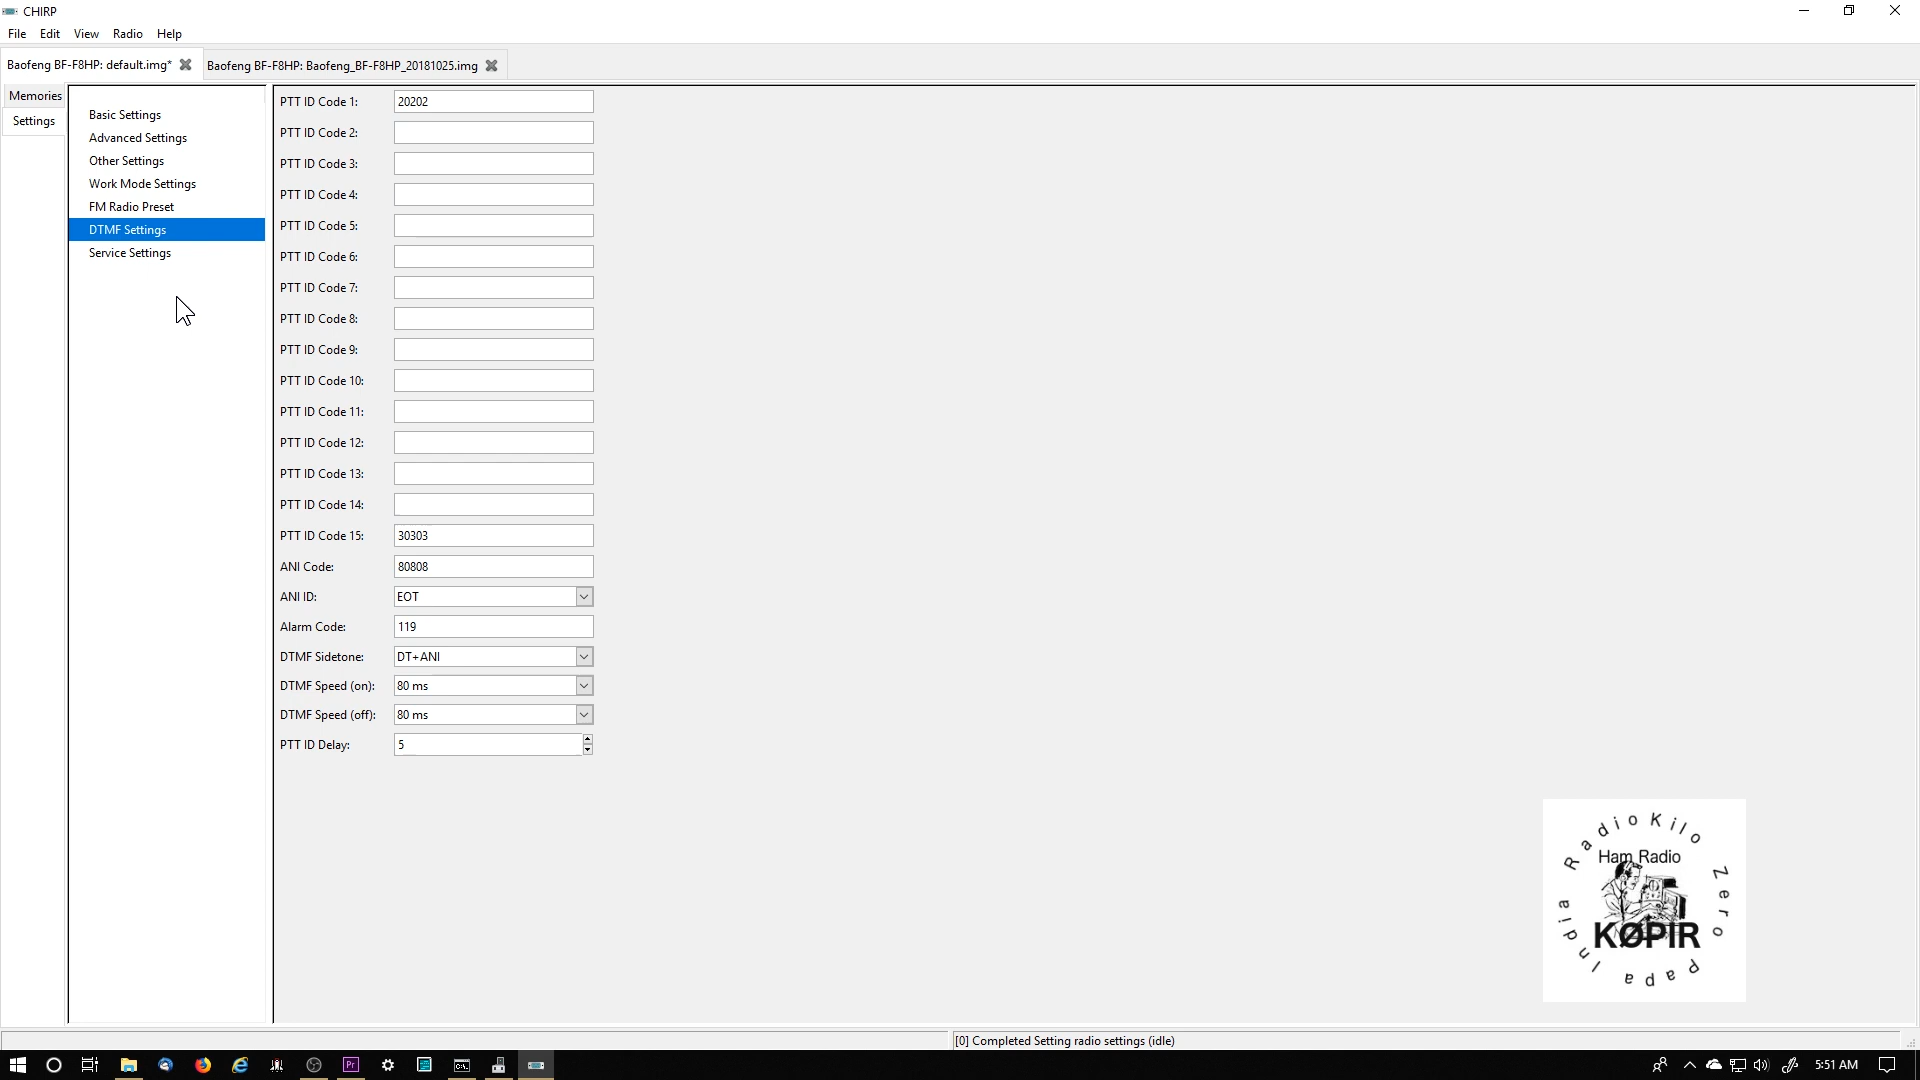 CHIRP
File Edit View Radio Help
Baofeng BF-F8HP: default.img* Baofeng BF-F8HP: Baofeng_BF-F8HP_20181025.img
Memories
Settings
Basic Settings
Advanced Settings
Other Settings
Work Mode Settings
FM Radio Preset
DTMF Settings
Service Settings
PTT ID Code 1: 20202
PTT ID Code 2:
PTT ID Code 3:
PTT ID Code 4:
PTT ID Code 5:
PTT ID Code 6:
PTT ID Code 7:
PTT ID Code 8:
PTT ID Code 9:
PTT ID Code 10:
PTT ID Code 11:
PTT ID Code 12:
PTT ID Code 13:
PTT ID Code 14:
PTT ID Code 15: 30303
ANI Code: 80808
ANI ID: EOT
Alarm Code: 119
DTMF Sidetone: DT+ANI
DTMF Speed (on): 80 ms
DTMF Speed (off): 80 ms
PTT ID Delay: 5
Radio Kilo Zero Papa India
Ham Radio
KØPIR
[0] Completed Setting radio settings (idle)
Pr
C:\.
5:51 AM